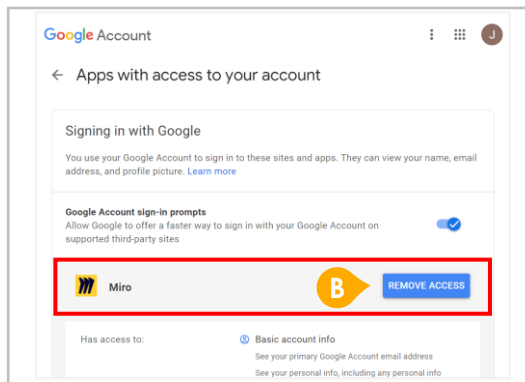 Google Account
J
Apps with access to your account
Signing in with Google
You use your Google Account to sign in to these sites and apps. They can view your name, email
address, and profile picture. Learn more
Google Account sign-in prompts
Allow Google to offer a faster way to sign in with your Google Account on
supported third-party sites
Miro
B
REMOVE ACCESS
Has access to:
Basic account info
See your primary Google Account email address
See your personal info, including any personal info